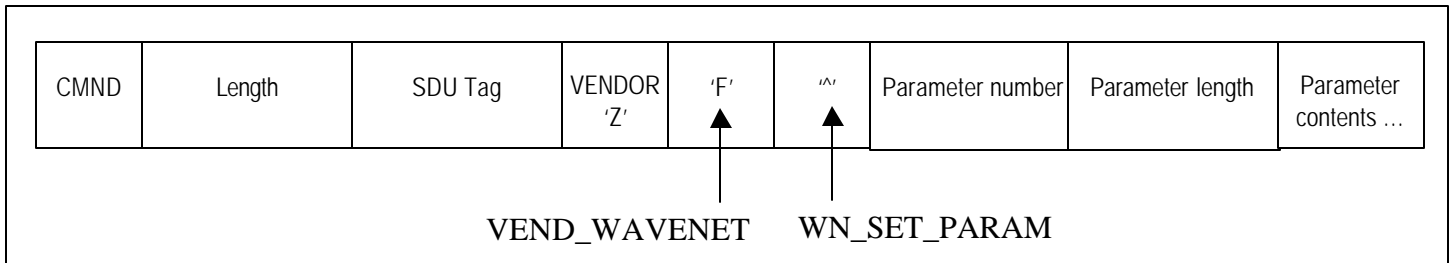 CMND
Length
SDU Tag
VENDOR
‘Z’
‘F’
‘^’
Parameter number
Parameter length
Parameter
contents …
VEND_WAVENET
WN_SET_PARAM